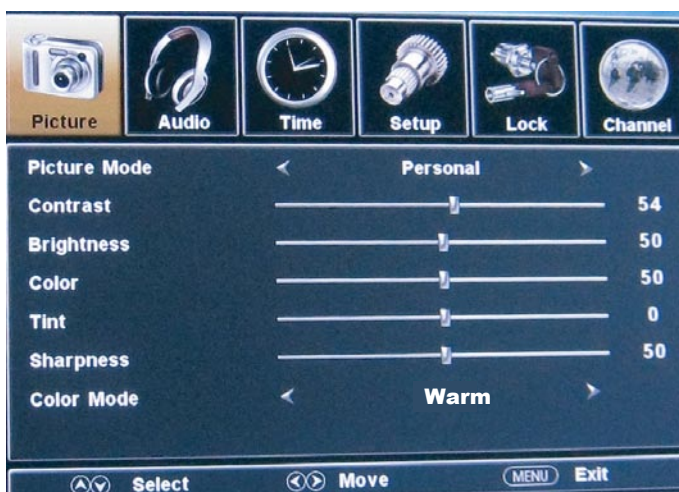 Picture Audio Time Setup Lock Channel
Picture Mode Personal
Contrast 54
Brightness 50
Color 50
Tint 0
Sharpness 50
Color Mode Warm
Select Move MENU Exit